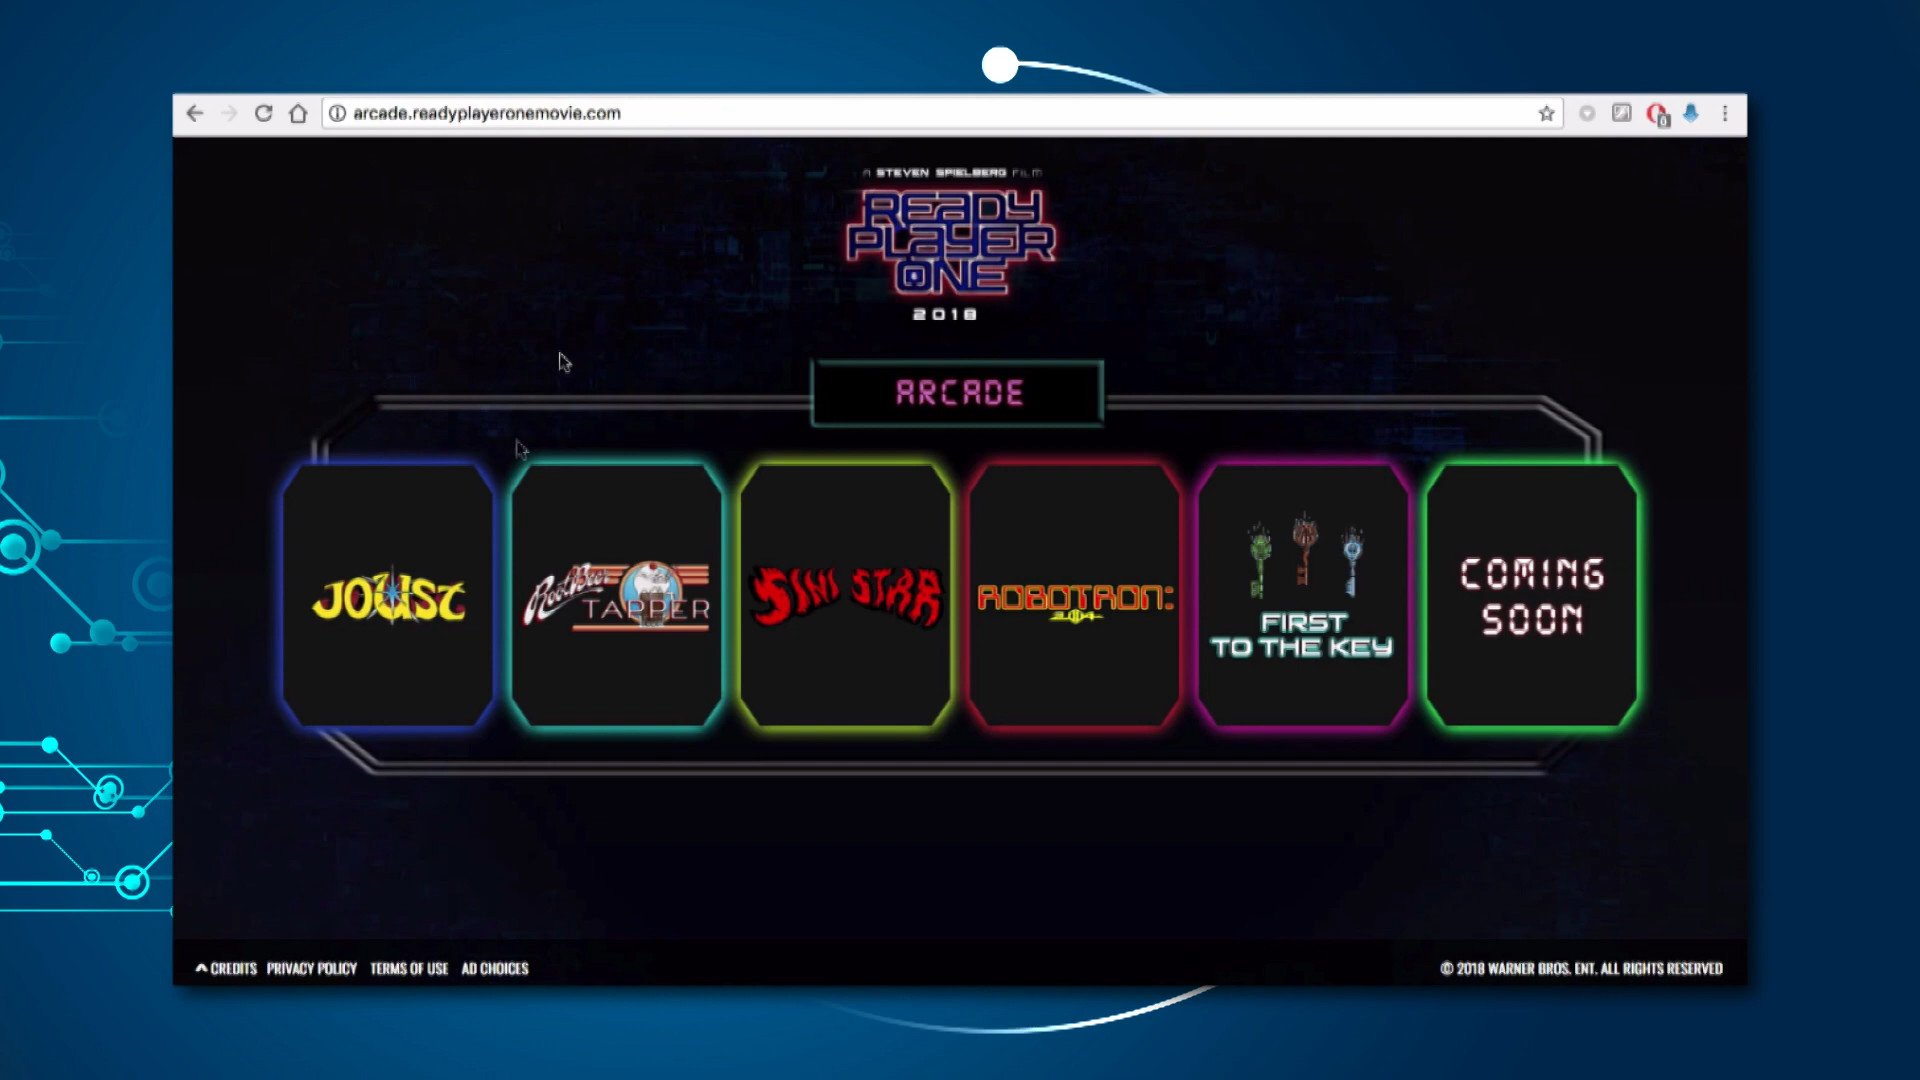 arcade.readyplayeronemovie.com
A STEVEN SPIELBERG FILM
READY
PLAYER
ONE
2018
ARCADE
JOUST
Root Beer
TAPPER
SINISTAR
ROBOTRON:
2084
FIRST
TO THE KEY
COMING
SOON
CREDITS PRIVACY POLICY TERMS OF USE AD CHOICES
© 2018 WARNER BROS. ENT. ALL RIGHTS RESERVED